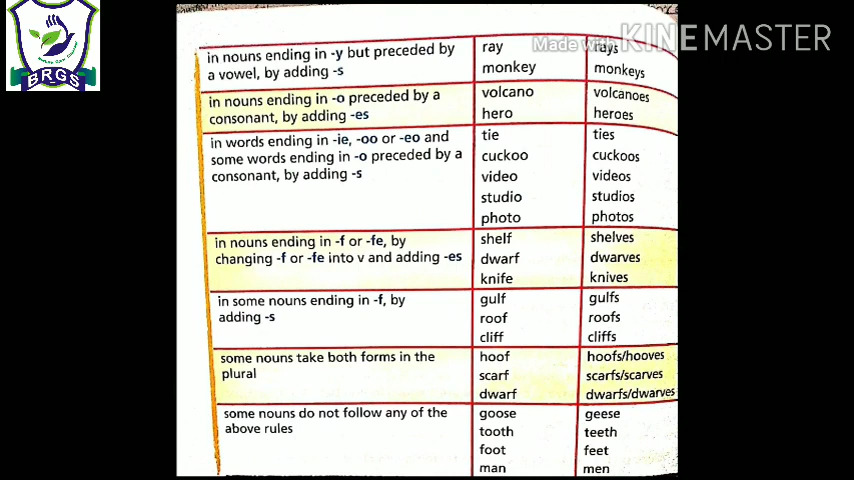 BRGS
Made with KINEMASTER
in nouns ending in -y but preceded by ray rays
a vowel, by adding -s monkey monkeys
in nouns ending in -o preceded by a volcano volcanoes
consonant, by adding -es hero heroes
in words ending in -ie, -oo or -eo and tie ties
some words ending in -o preceded by a cuckoo cuckoos
consonant, by adding -s video videos
studio studios
photo photos
in nouns ending in -f or -fe, by shelf shelves
changing -f or -fe into v and adding -es dwarf dwarves
knife knives
in some nouns ending in -f, by gulf gulfs
adding -s roof roofs
cliff cliffs
some nouns take both forms in the hoof hoofs/hooves
plural scarf scarfs/scarves
dwarf dwarfs/dwarves
some nouns do not follow any of the goose geese
above rules tooth teeth
foot feet
man men